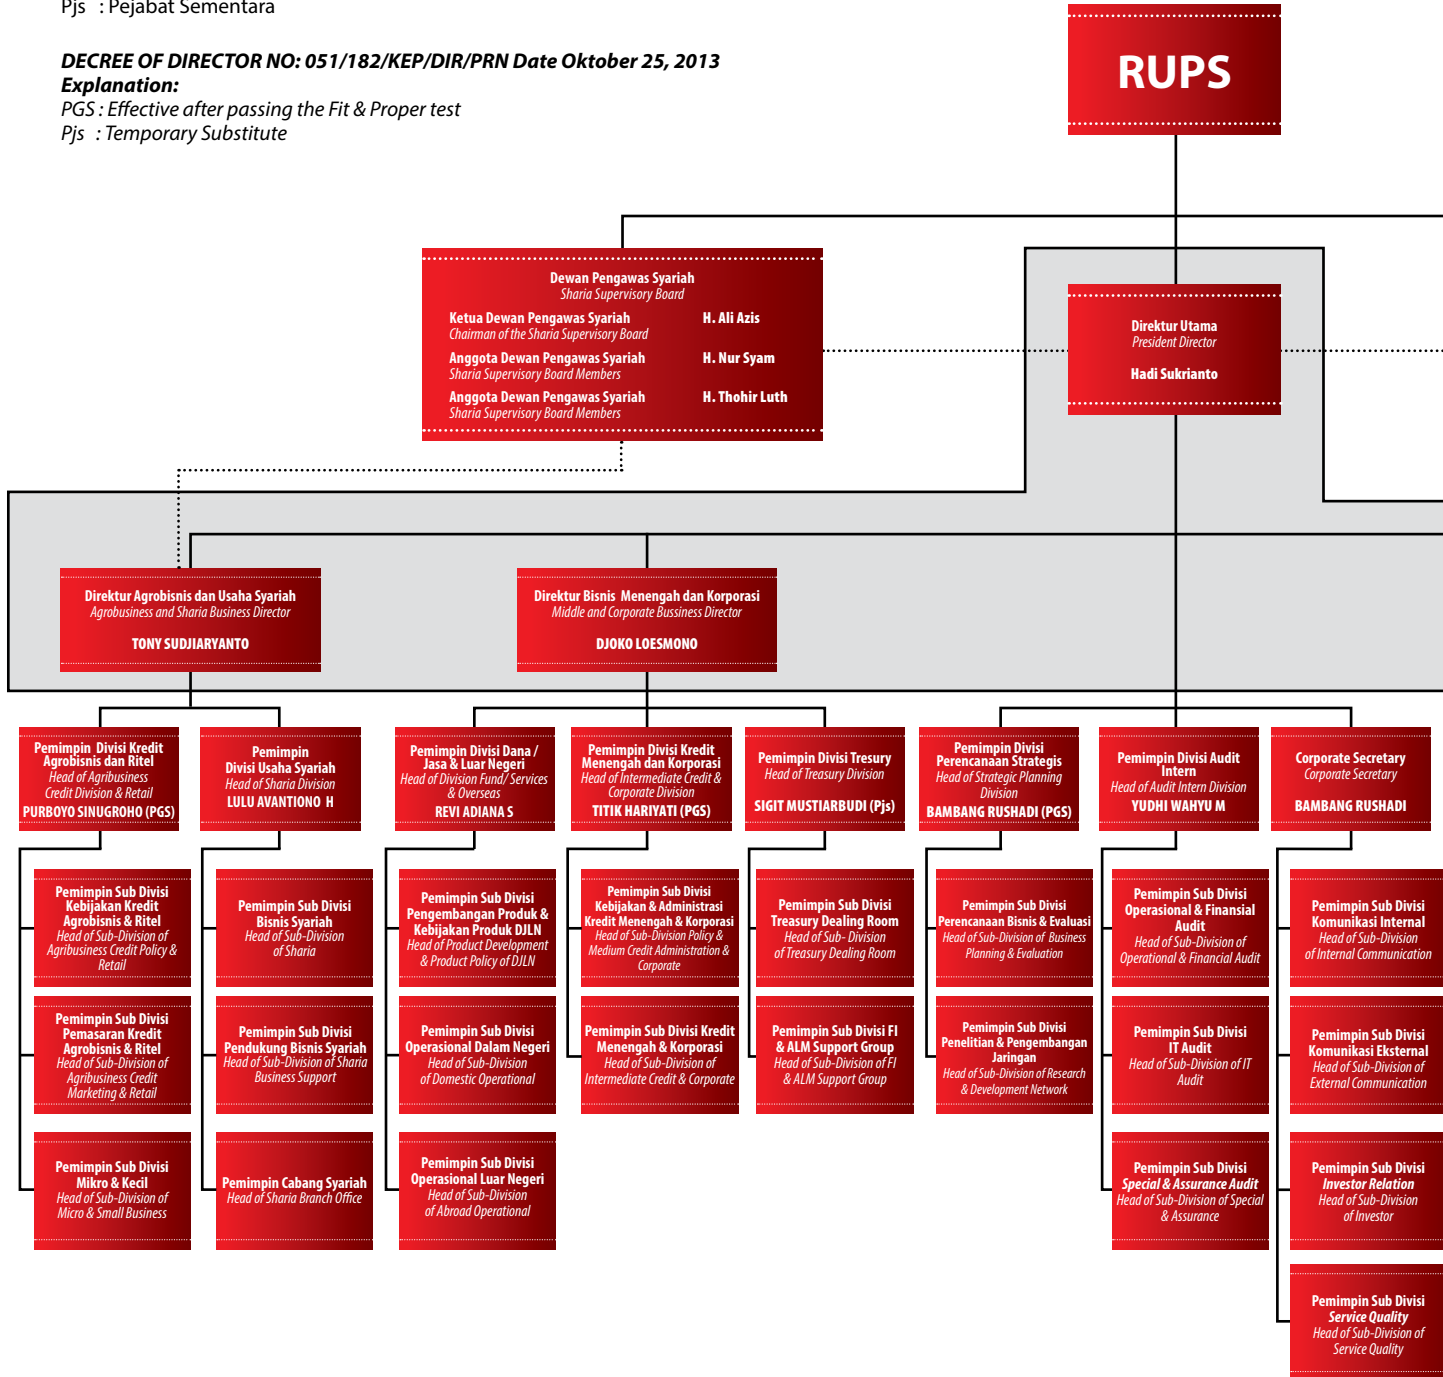 Pjs : Pejabat Sementara
DECREE OF DIRECTOR NO: 051/182/KEP/DIR/PRN Date Oktober 25, 2013
Explanation:
PGS : Effective after passing the Fit & Proper test
Pjs : Temporary Substitute
RUPS
Dewan Pengawas Syariah
Sharia Supervisory Board
Ketua Dewan Pengawas Syariah H. Ali Azis
Chairman of the Sharia Supervisory Board
Anggota Dewan Pengawas Syariah H. Nur Syam
Sharia Supervisory Board Members
Anggota Dewan Pengawas Syariah H. Thohir Luth
Sharia Supervisory Board Members
Direktur Utama
President Director
Hadi Sukrianto
Direktur Agrobisnis dan Usaha Syariah
Agrobusiness and Sharia Business Director
TONY SUDJIARYANTO
Direktur Bisnis Menengah dan Korporasi
Middle and Corporate Bussiness Director
DJOKO LOESMONO
Pemimpin Divisi Kredit
Agrobisnis dan Ritel
Head of Agribusiness
Credit Division & Retail
PURBOYO SINUGROHO (PGS)
Pemimpin
Divisi Usaha Syariah
Head of Sharia Division
LULU AVANTIONO H
Pemimpin Divisi Dana /
Jasa & Luar Negeri
Head of Division Fund/ Services
& Overseas
REVI ADIANA S
Pemimpin Divisi Kredit
Menengah dan Korporasi
Head of Intermediate Credit &
Corporate Division
TITIK HARIYATI (PGS)
Pemimpin Divisi Tresury
Head of Treasury Division
SIGIT MUSTIARBUDI (Pjs)
Pemimpin Divisi
Perencanaan Strategis
Head of Strategic Planning
Division
BAMBANG RUSHADI (PGS)
Pemimpin Divisi Audit
Intern
Head of Audit Intern Division
YUDHI WAHYU M
Corporate Secretary
Corporate Secretary
BAMBANG RUSHADI
Pemimpin Sub Divisi
Kebijakan Kredit
Agrobisnis & Ritel
Head of Sub-Division of
Agribusiness Credit Policy &
Retail
Pemimpin Sub Divisi
Bisnis Syariah
Head of Sub-Division
of Sharia
Pemimpin Sub Divisi
Pengembangan Produk &
Kebijakan Produk DJLN
Head of Product Development
& Product Policy of DJLN
Pemimpin Sub Divisi
Kebijakan & Administrasi
Kredit Menengah & Korporasi
Head of Sub-Division Policy &
Medium Credit Administration &
Corporate
Pemimpin Sub Divisi
Treasury Dealing Room
Head of Sub- Division
of Treasury Dealing Room
Pemimpin Sub Divisi
Perencanaan Bisnis & Evaluasi
Head of Sub-Division of Business
Planning & Evaluation
Pemimpin Sub Divisi
Operasional & Finansial
Audit
Head of Sub-Division of
Operational & Financial Audit
Pemimpin Sub Divisi
Komunikasi Internal
Head of Sub-Division
of Internal Communication
Pemimpin Sub Divisi
Pemasaran Kredit
Agrobisnis & Ritel
Head of Sub-Division of
Agribusiness Credit
Marketing & Retail
Pemimpin Sub Divisi
Pendukung Bisnis Syariah
Head of Sub-Division of Sharia
Business Support
Pemimpin Sub Divisi
Operasional Dalam Negeri
Head of Sub-Division
of Domestic Operational
Pemimpin Sub Divisi Kredit
Menengah & Korporasi
Head of Sub-Division of
Intermediate Credit & Corporate
Pemimpin Sub Divisi FI
& ALM Support Group
Head of Sub-Division of FI
& ALM Support Group
Pemimpin Sub Divisi
Penelitian & Pengembangan
Jaringan
Head of Sub-Division of Research
& Development Network
Pemimpin Sub Divisi
IT Audit
Head of Sub-Division of IT
Audit
Pemimpin Sub Divisi
Komunikasi Eksternal
Head of Sub-Division of
External Communication
Pemimpin Sub Divisi
Mikro & Kecil
Head of Sub-Division of
Micro & Small Business
Pemimpin Cabang Syariah
Head of Sharia Branch Office
Pemimpin Sub Divisi
Operasional Luar Negeri
Head of Sub-Division
of Abroad Operational
Pemimpin Sub Divisi
Special & Assurance Audit
Head of Sub-Division of Special
& Assurance
Pemimpin Sub Divisi
Investor Relation
Head of Sub-Division
of Investor
Pemimpin Sub Divisi
Service Quality
Head of Sub-Division of
Service Quality